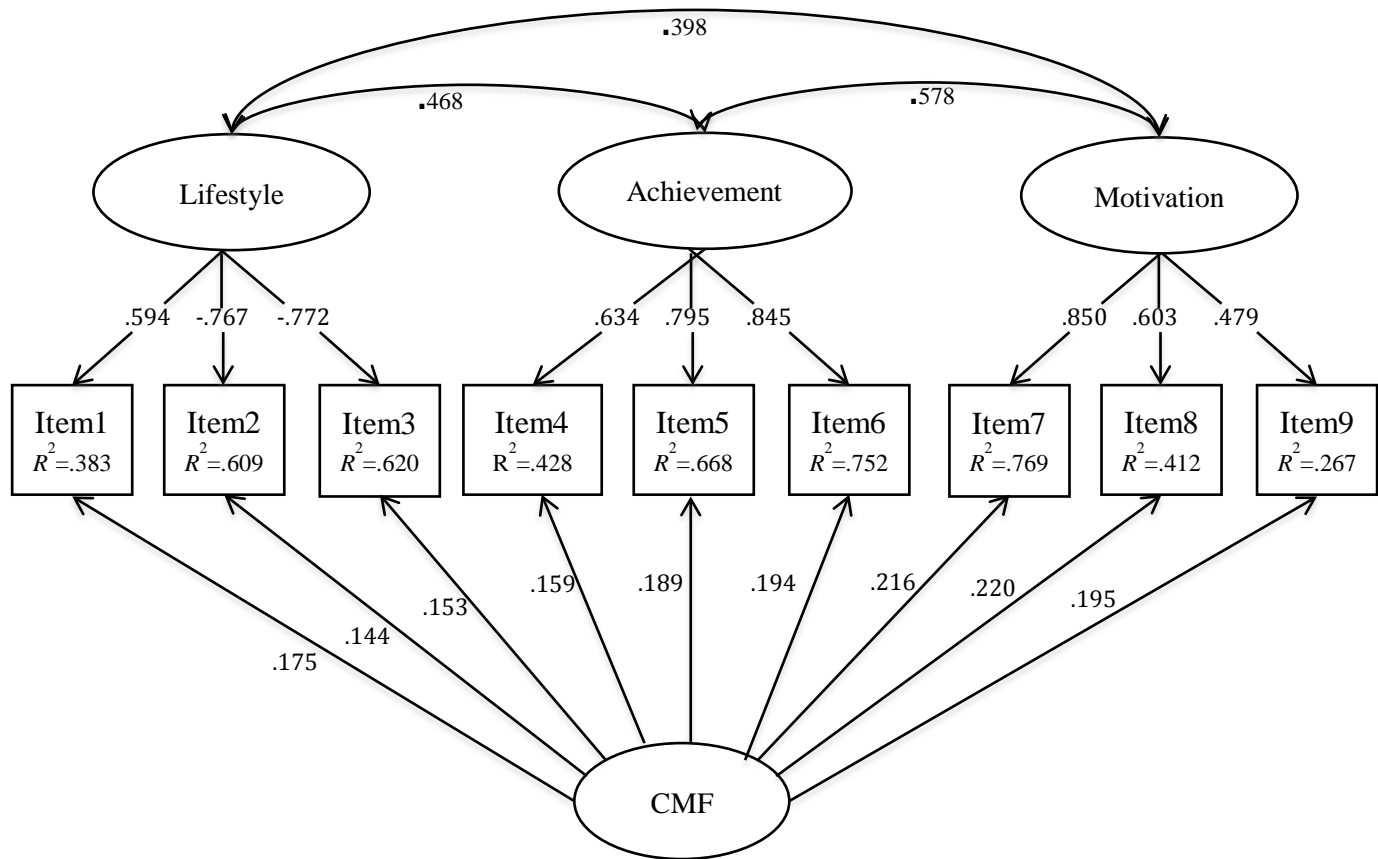 .398
.468
.578
Lifestyle
Achievement
Motivation
.594
-.767
-.772
.634
.795
.845
.850
.603
.479
Item1
R²=.383
Item2
R²=.609
Item3
R²=.620
Item4
R²=.428
Item5
R²=.668
Item6
R²=.752
Item7
R²=.769
Item8
R²=.412
Item9
R²=.267
.175
.144
.153
.159
.189
.194
.216
.220
.195
CMF